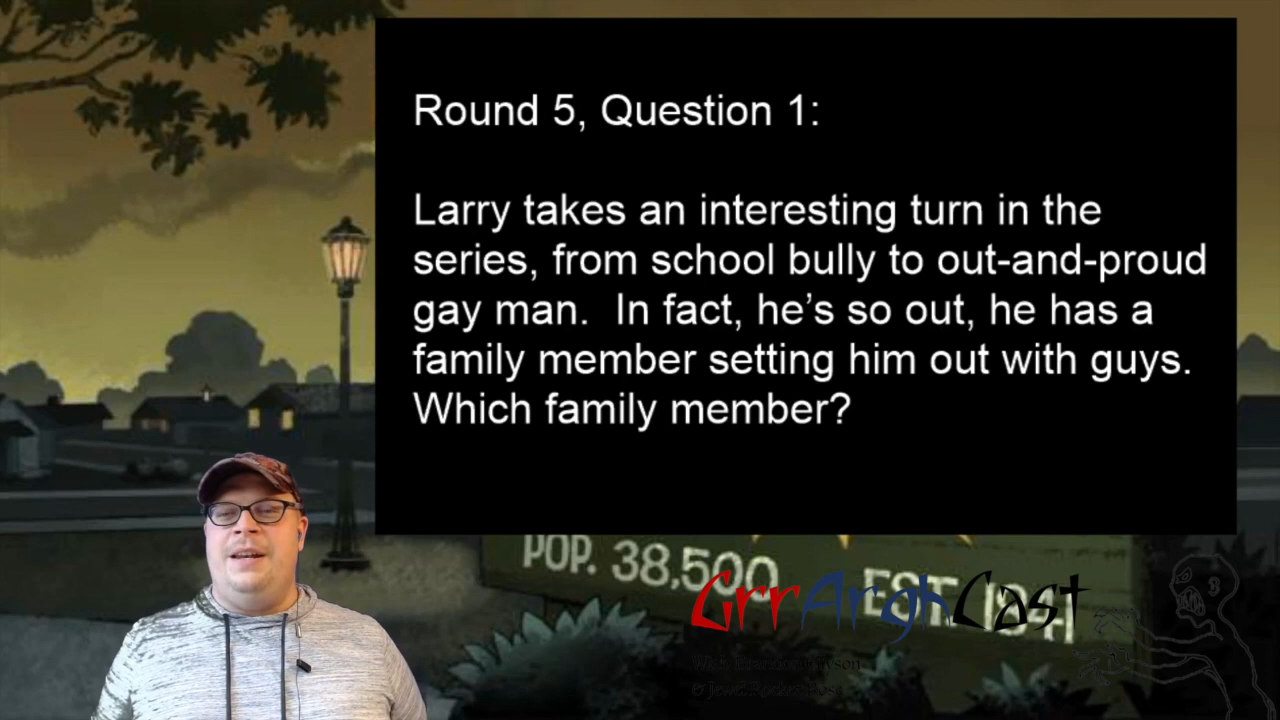 Round 5, Question 1:
Larry takes an interesting turn in the
series, from school bully to out-and-proud
gay man.  In fact, he's so out, he has a
family member setting him out with guys.
Which family member?
POP. 38,500
EST. 1941
GrrArghCast